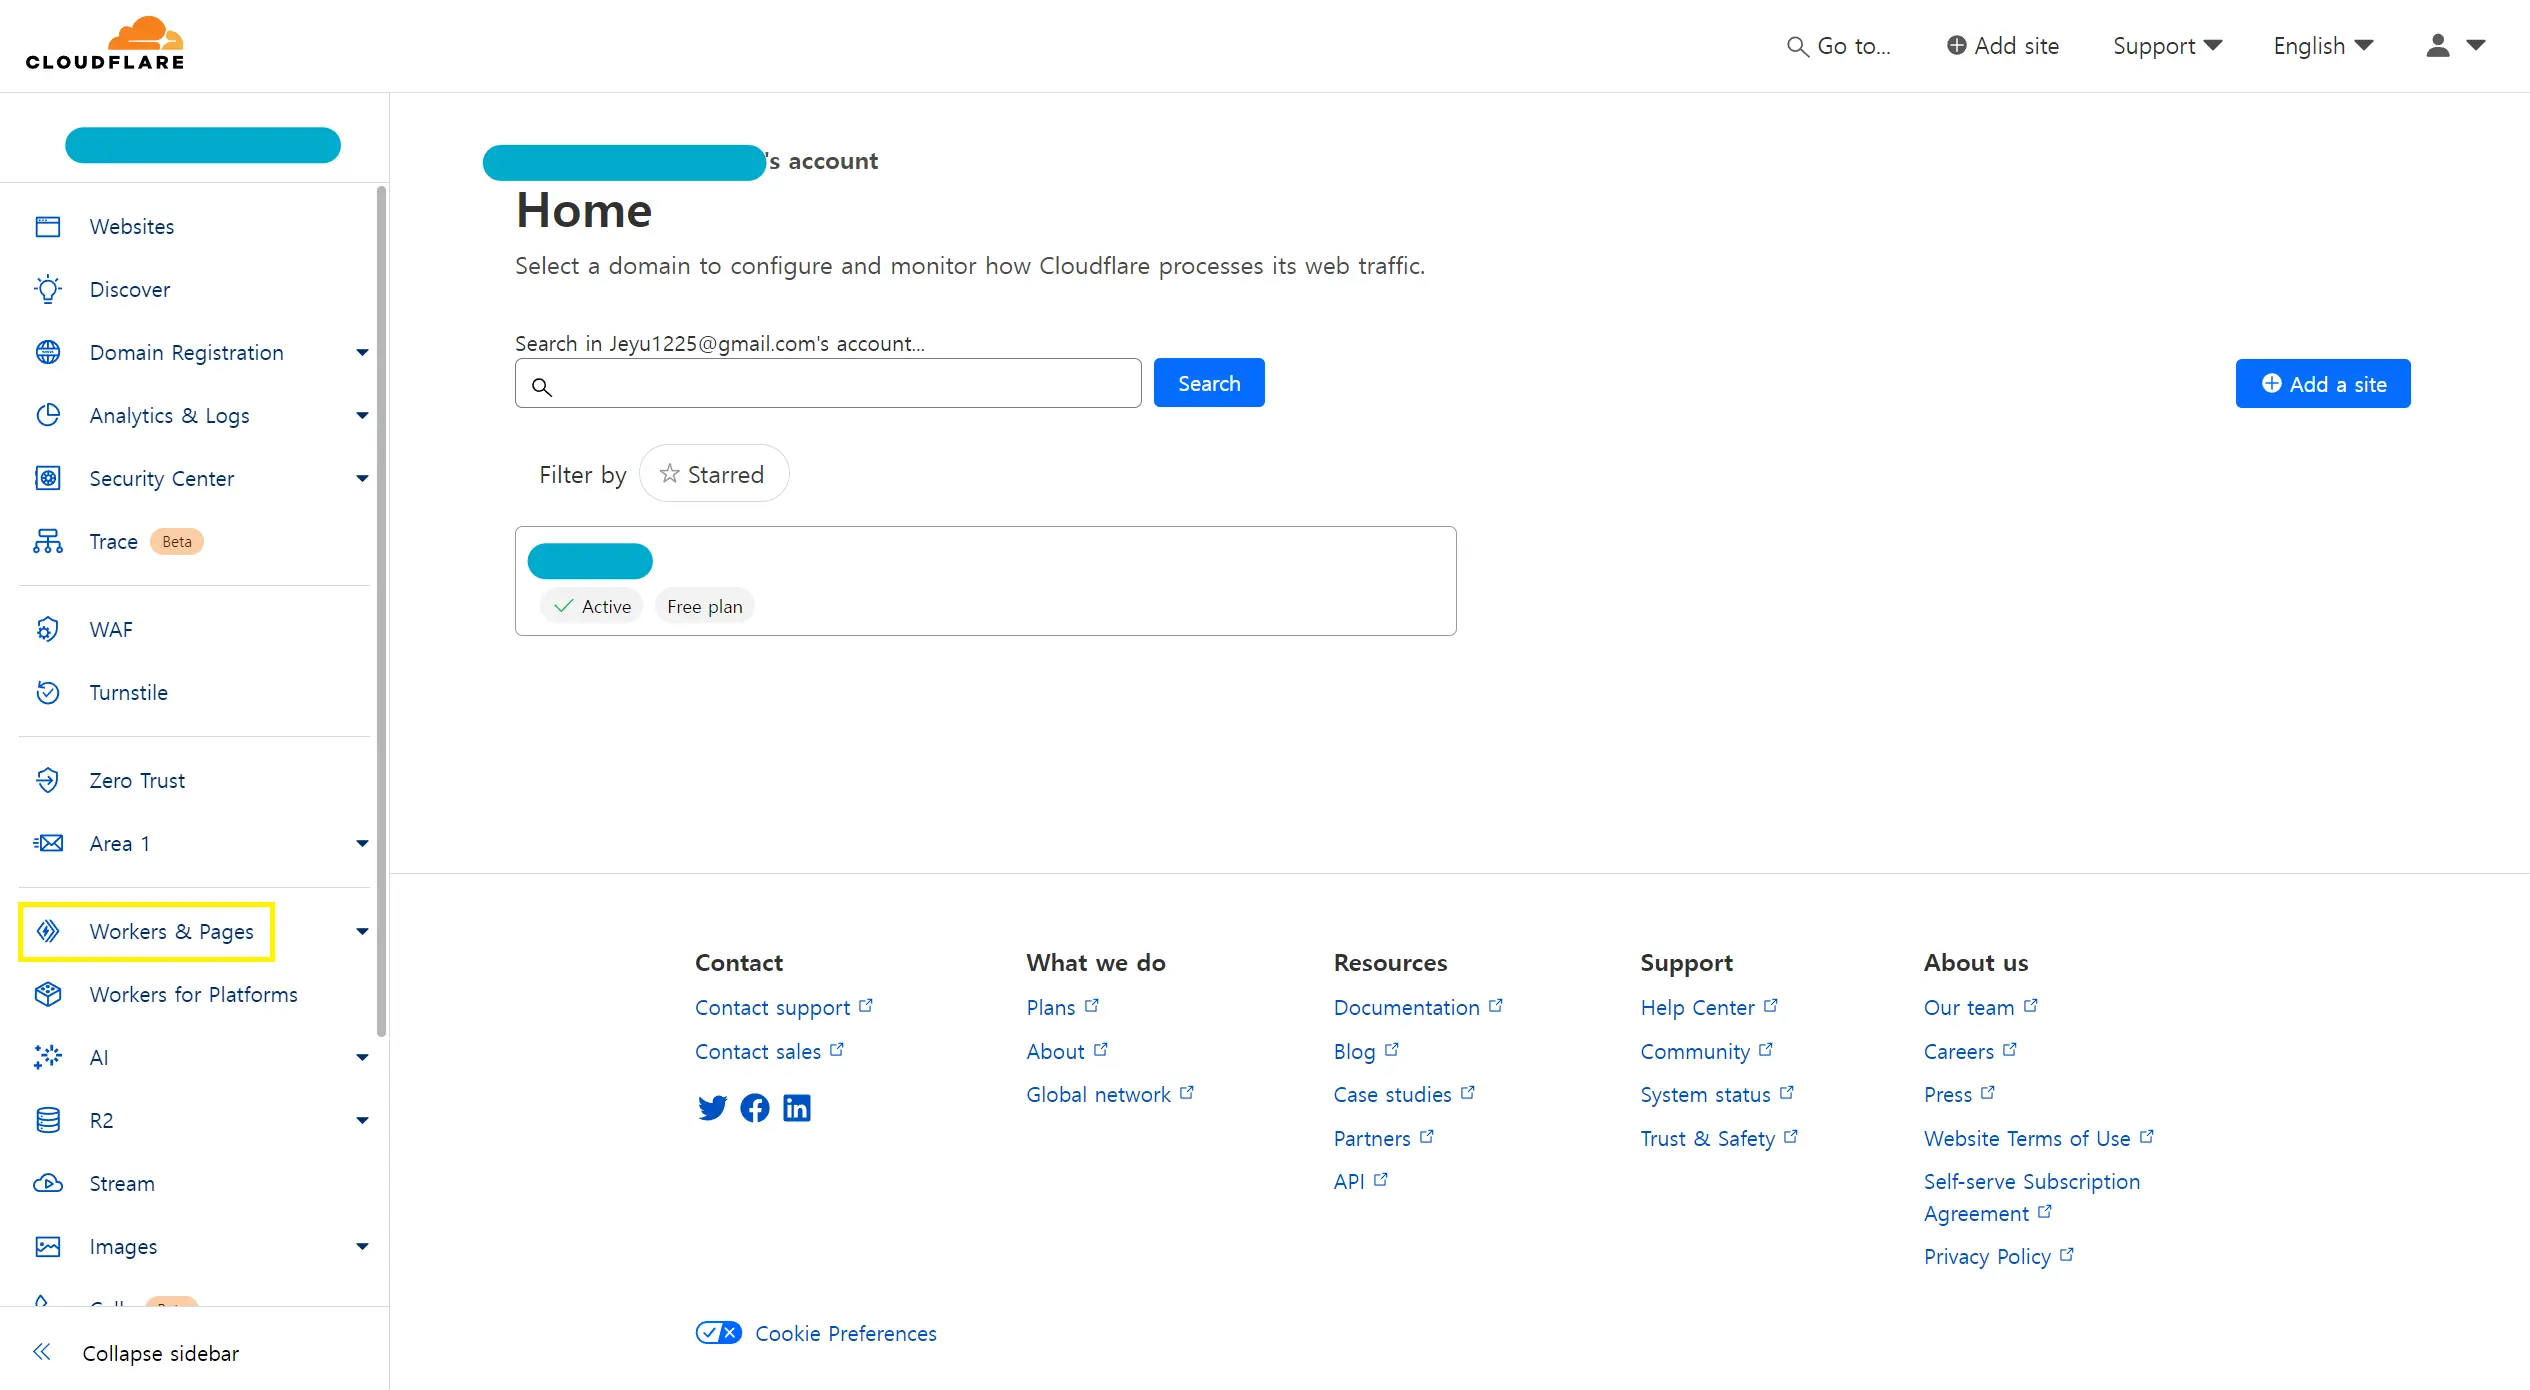 CLOUDFLARE
Go to...
Add site
Support
English
Websites
Discover
Domain Registration
Analytics & Logs
Security Center
Trace Beta
WAF
Turnstile
Zero Trust
Area 1
Workers & Pages
Workers for Platforms
AI
R2
Stream
Images
Collapse sidebar
's account
Home
Select a domain to configure and monitor how Cloudflare processes its web traffic.
Search in Jeyu1225@gmail.com's account...
Search
Add a site
Filter by Starred
Active Free plan
Contact
Contact support
Contact sales
What we do
Plans
About
Global network
Resources
Documentation
Blog
Case studies
Partners
API
Support
Help Center
Community
System status
Trust & Safety
About us
Our team
Careers
Press
Website Terms of Use
Self-serve Subscription
Agreement
Privacy Policy
Cookie Preferences